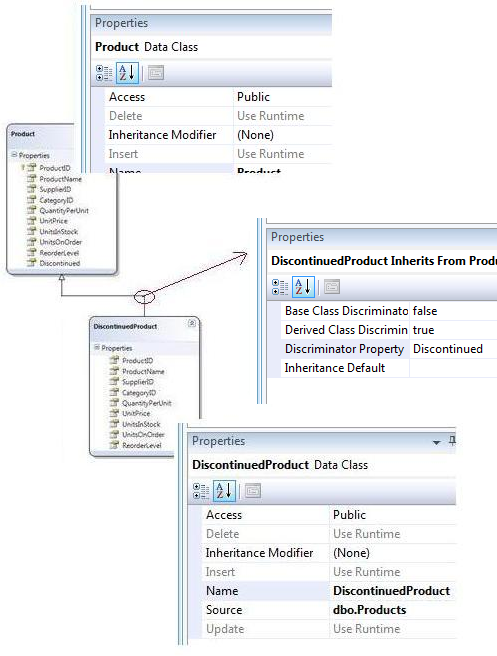 Properties
Product Data Class
Access Public
Delete Use Runtime
Inheritance Modifier (None)
Insert Use Runtime
Name Product
Product
Properties
ProductID
ProductName
SupplierID
CategoryID
QuantityPerUnit
UnitPrice
UnitsInStock
UnitsOnOrder
ReorderLevel
Discontinued
Properties
DiscontinuedProduct Inherits From Produ
Base Class Discriminato false
Derived Class Discrimin true
Discriminator Property Discontinued
Inheritance Default
DiscontinuedProduct
Properties
ProductID
ProductName
SupplierID
CategoryID
QuantityPerUnit
UnitPrice
UnitsInStock
UnitsOnOrder
ReorderLevel
Properties
DiscontinuedProduct Data Class
Access Public
Delete Use Runtime
Inheritance Modifier (None)
Insert Use Runtime
Name DiscontinuedProduct
Source dbo.Products
Update Use Runtime